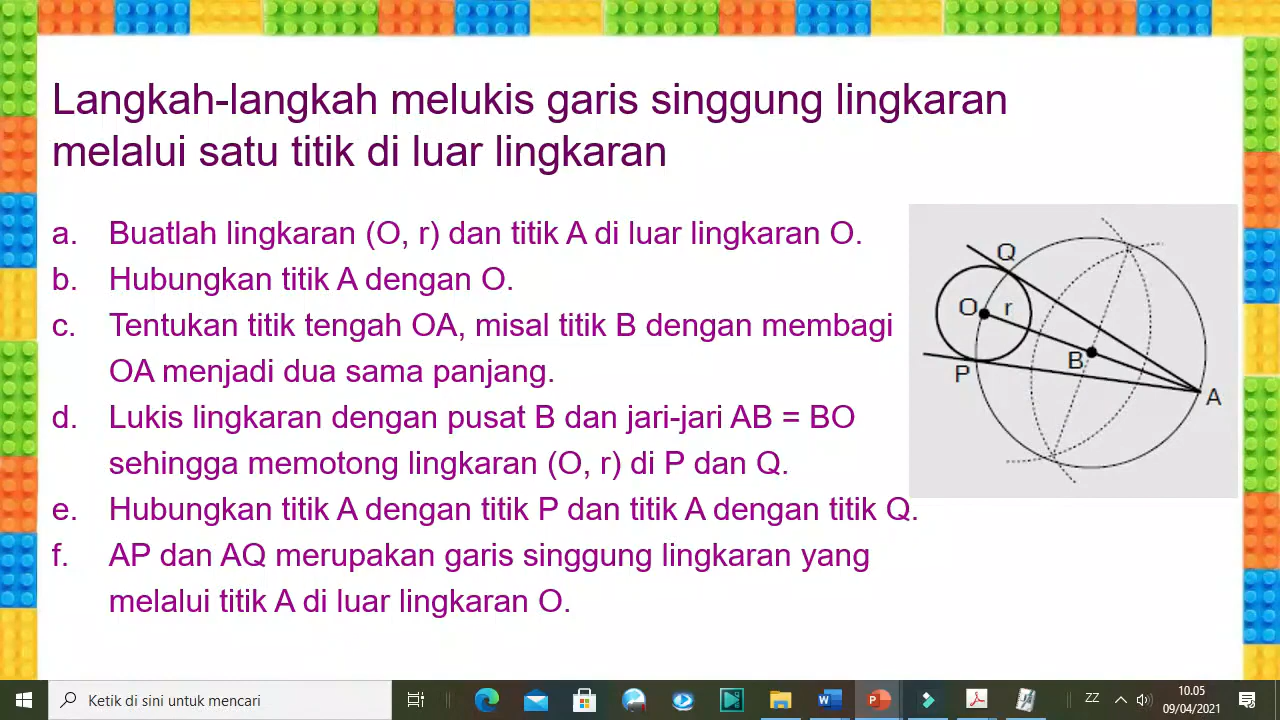 Langkah-langkah melukis garis singgung lingkaran
melalui satu titik di luar lingkaran
a. Buatlah lingkaran (O, r) dan titik A di luar lingkaran O.
b. Hubungkan titik A dengan O.
c. Tentukan titik tengah OA, misal titik B dengan membagi
OA menjadi dua sama panjang.
d. Lukis lingkaran dengan pusat B dan jari-jari AB = BO
sehingga memotong lingkaran (O, r) di P dan Q.
e. Hubungkan titik A dengan titik P dan titik A dengan titik Q.
f. AP dan AQ merupakan garis singgung lingkaran yang
melalui titik A di luar lingkaran O.
Q
O r
B
P
A
Ketik di sini untuk mencari
ZZ
10.05
09/04/2021